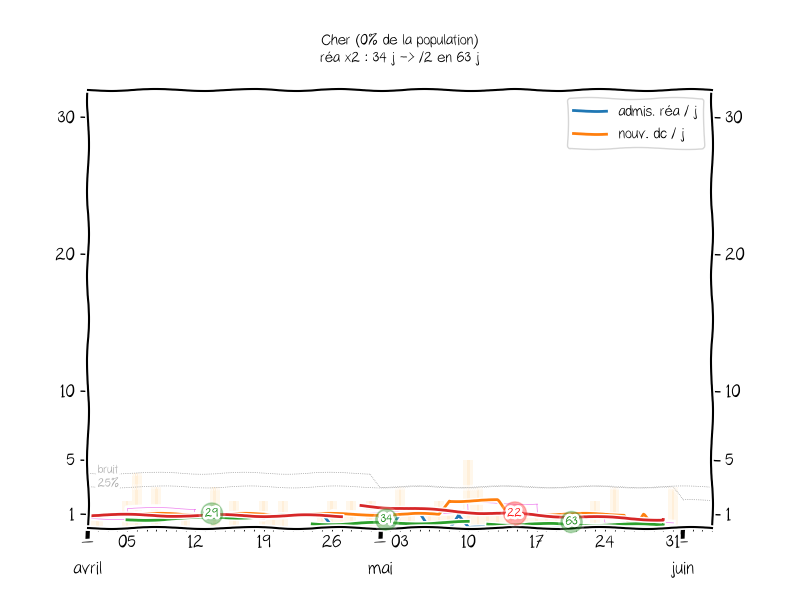 Cher (0% de la population)
réa x2 : 34 j -> /2 en 63 j
admis. réa / j
nouv. dc / j
30 30
20 20
10 10
5 5
1 1
bruit
25%
29
34
22
63
05 12 19 26 03 10 17 24 31
avril mai juin